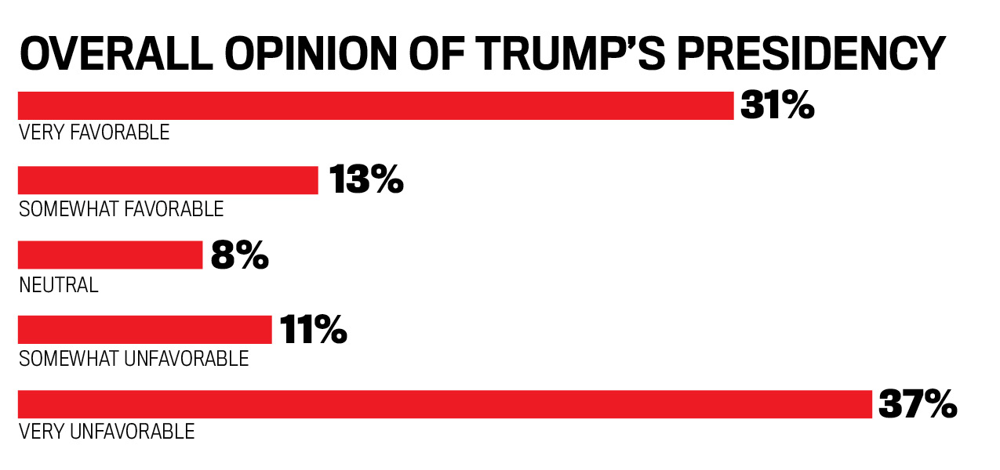 OVERALL OPINION OF TRUMP’S PRESIDENCY
31%
VERY FAVORABLE
13%
SOMEWHAT FAVORABLE
8%
NEUTRAL
11%
SOMEWHAT UNFAVORABLE
37%
VERY UNFAVORABLE